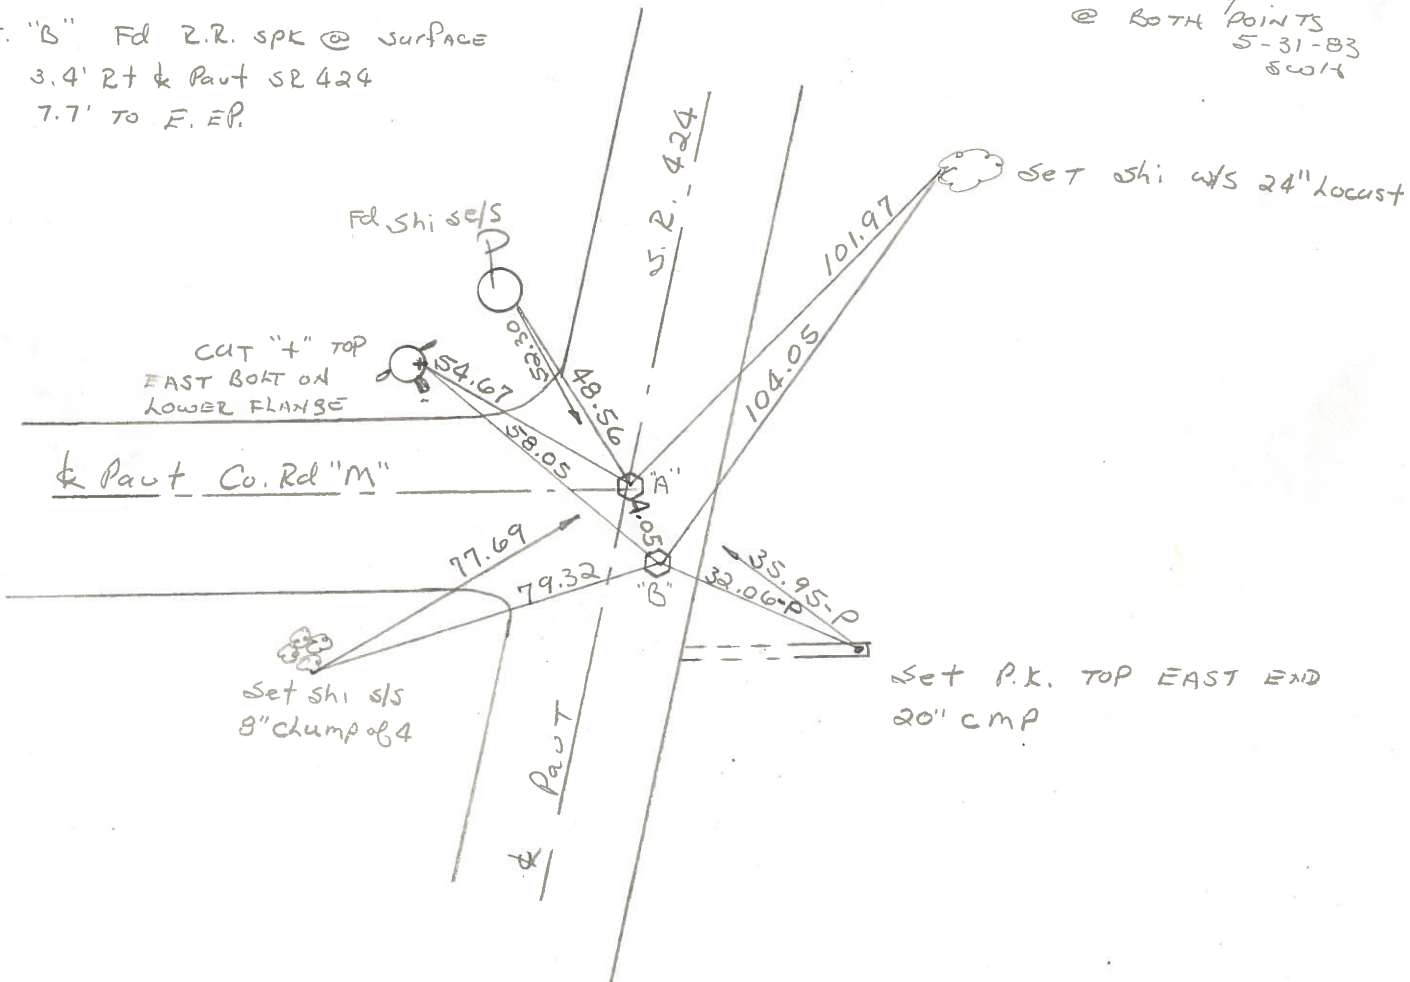 . "B" Fd R.R. SPK @ SURFACE
3.4' Rt ℄ Pavt SR 424
7.7' TO E. EP.
@ BOTH POINTS
5-31-83
S.R. 424
Set Shi w/s 24" Locust
Fd Shi se/s
101.97
104.05
52.30
48.56
CUT "+" TOP
EAST BOLT ON
LOWER FLANGE
54.67
58.05
℄ Pavt Co. Rd "M"
"A"
4.05
"B"
77.69
79.32
35.95-P
32.06-P
Set Shi s/s
8" Clump of 4
Set P.K. TOP EAST END
20" CMP
℄ Pavt